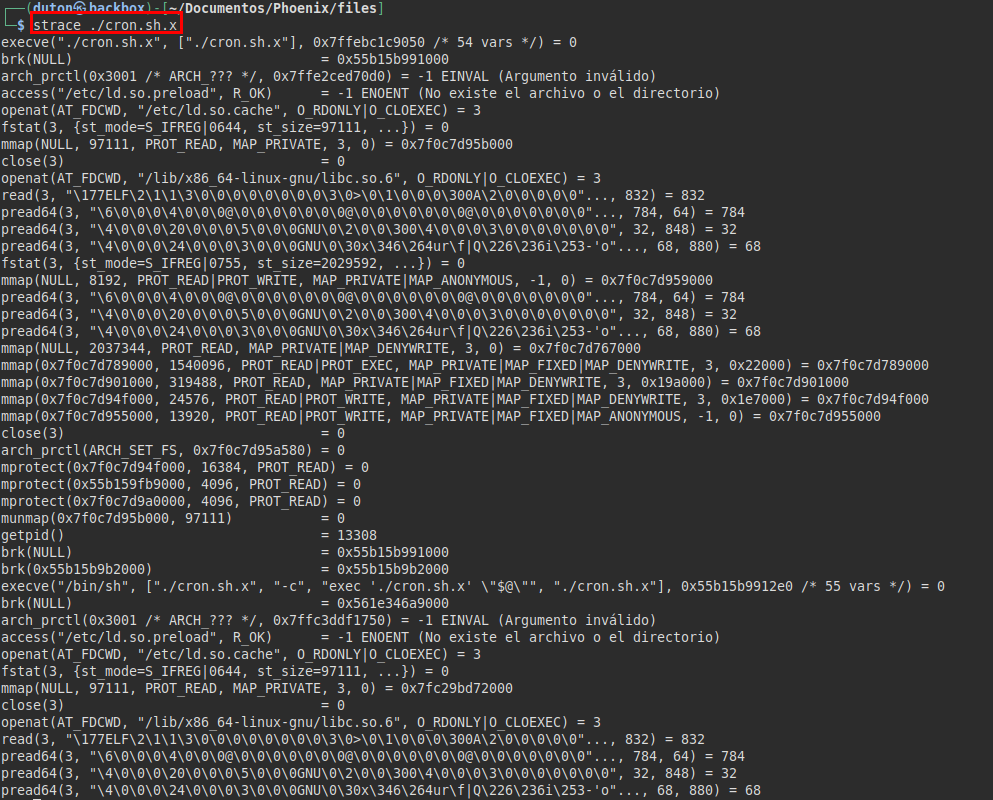 ┌──(duton㉿backbox)-[~/Documentos/Phoenix/files]
└─$ strace ./cron.sh.x
execve("./cron.sh.x", ["./cron.sh.x"], 0x7ffebc1c9050 /* 54 vars */) = 0
brk(NULL)                               = 0x55b15b991000
arch_prctl(0x3001 /* ARCH_??? */, 0x7ffe2ced70d0) = -1 EINVAL (Argumento inválido)
access("/etc/ld.so.preload", R_OK)      = -1 ENOENT (No existe el archivo o el directorio)
openat(AT_FDCWD, "/etc/ld.so.cache", O_RDONLY|O_CLOEXEC) = 3
fstat(3, {st_mode=S_IFREG|0644, st_size=97111, ...}) = 0
mmap(NULL, 97111, PROT_READ, MAP_PRIVATE, 3, 0) = 0x7f0c7d95b000
close(3)                                = 0
openat(AT_FDCWD, "/lib/x86_64-linux-gnu/libc.so.6", O_RDONLY|O_CLOEXEC) = 3
read(3, "\177ELF\2\1\1\3\0\0\0\0\0\0\0\0\3\0>\0\1\0\0\0\300A\2\0\0\0\0\0"..., 832) = 832
pread64(3, "\6\0\0\0\4\0\0\0@\0\0\0\0\0\0\0@\0\0\0\0\0\0\0@\0\0\0\0\0\0\0"..., 784, 64) = 784
pread64(3, "\4\0\0\0\20\0\0\0\5\0\0\0GNU\0\2\0\0\300\4\0\0\0\3\0\0\0\0\0\0\0", 32, 848) = 32
pread64(3, "\4\0\0\0\24\0\0\0\3\0\0\0GNU\0\30x\346\264ur\f|Q\226\236i\253-'o"..., 68, 880) = 68
fstat(3, {st_mode=S_IFREG|0755, st_size=2029592, ...}) = 0
mmap(NULL, 8192, PROT_READ|PROT_WRITE, MAP_PRIVATE|MAP_ANONYMOUS, -1, 0) = 0x7f0c7d959000
pread64(3, "\6\0\0\0\4\0\0\0@\0\0\0\0\0\0\0@\0\0\0\0\0\0\0@\0\0\0\0\0\0\0"..., 784, 64) = 784
pread64(3, "\4\0\0\0\20\0\0\0\5\0\0\0GNU\0\2\0\0\300\4\0\0\0\3\0\0\0\0\0\0\0", 32, 848) = 32
pread64(3, "\4\0\0\0\24\0\0\0\3\0\0\0GNU\0\30x\346\264ur\f|Q\226\236i\253-'o"..., 68, 880) = 68
mmap(NULL, 2037344, PROT_READ, MAP_PRIVATE|MAP_DENYWRITE, 3, 0) = 0x7f0c7d767000
mmap(0x7f0c7d789000, 1540096, PROT_READ|PROT_EXEC, MAP_PRIVATE|MAP_FIXED|MAP_DENYWRITE, 3, 0x22000) = 0x7f0c7d789000
mmap(0x7f0c7d901000, 319488, PROT_READ, MAP_PRIVATE|MAP_FIXED|MAP_DENYWRITE, 3, 0x19a000) = 0x7f0c7d901000
mmap(0x7f0c7d94f000, 24576, PROT_READ|PROT_WRITE, MAP_PRIVATE|MAP_FIXED|MAP_DENYWRITE, 3, 0x1e7000) = 0x7f0c7d94f000
mmap(0x7f0c7d955000, 13920, PROT_READ|PROT_WRITE, MAP_PRIVATE|MAP_FIXED|MAP_ANONYMOUS, -1, 0) = 0x7f0c7d955000
close(3)                                = 0
arch_prctl(ARCH_SET_FS, 0x7f0c7d95a580) = 0
mprotect(0x7f0c7d94f000, 16384, PROT_READ) = 0
mprotect(0x55b159fb9000, 4096, PROT_READ) = 0
mprotect(0x7f0c7d9a0000, 4096, PROT_READ) = 0
munmap(0x7f0c7d95b000, 97111)           = 0
getpid()                                = 13308
brk(NULL)                               = 0x55b15b991000
brk(0x55b15b9b2000)                     = 0x55b15b9b2000
execve("/bin/sh", ["./cron.sh.x", "-c", "exec './cron.sh.x' \"$@\"", "./cron.sh.x"], 0x55b15b9912e0 /* 55 vars */) = 0
brk(NULL)                               = 0x561e346a9000
arch_prctl(0x3001 /* ARCH_??? */, 0x7ffc3ddf1750) = -1 EINVAL (Argumento inválido)
access("/etc/ld.so.preload", R_OK)      = -1 ENOENT (No existe el archivo o el directorio)
openat(AT_FDCWD, "/etc/ld.so.cache", O_RDONLY|O_CLOEXEC) = 3
fstat(3, {st_mode=S_IFREG|0644, st_size=97111, ...}) = 0
mmap(NULL, 97111, PROT_READ, MAP_PRIVATE, 3, 0) = 0x7fc29bd72000
close(3)                                = 0
openat(AT_FDCWD, "/lib/x86_64-linux-gnu/libc.so.6", O_RDONLY|O_CLOEXEC) = 3
read(3, "\177ELF\2\1\1\3\0\0\0\0\0\0\0\0\3\0>\0\1\0\0\0\300A\2\0\0\0\0\0"..., 832) = 832
pread64(3, "\6\0\0\0\4\0\0\0@\0\0\0\0\0\0\0@\0\0\0\0\0\0\0@\0\0\0\0\0\0\0"..., 784, 64) = 784
pread64(3, "\4\0\0\0\20\0\0\0\5\0\0\0GNU\0\2\0\0\300\4\0\0\0\3\0\0\0\0\0\0\0", 32, 848) = 32
pread64(3, "\4\0\0\0\24\0\0\0\3\0\0\0GNU\0\30x\346\264ur\f|Q\226\236i\253-'o"..., 68, 880) = 68